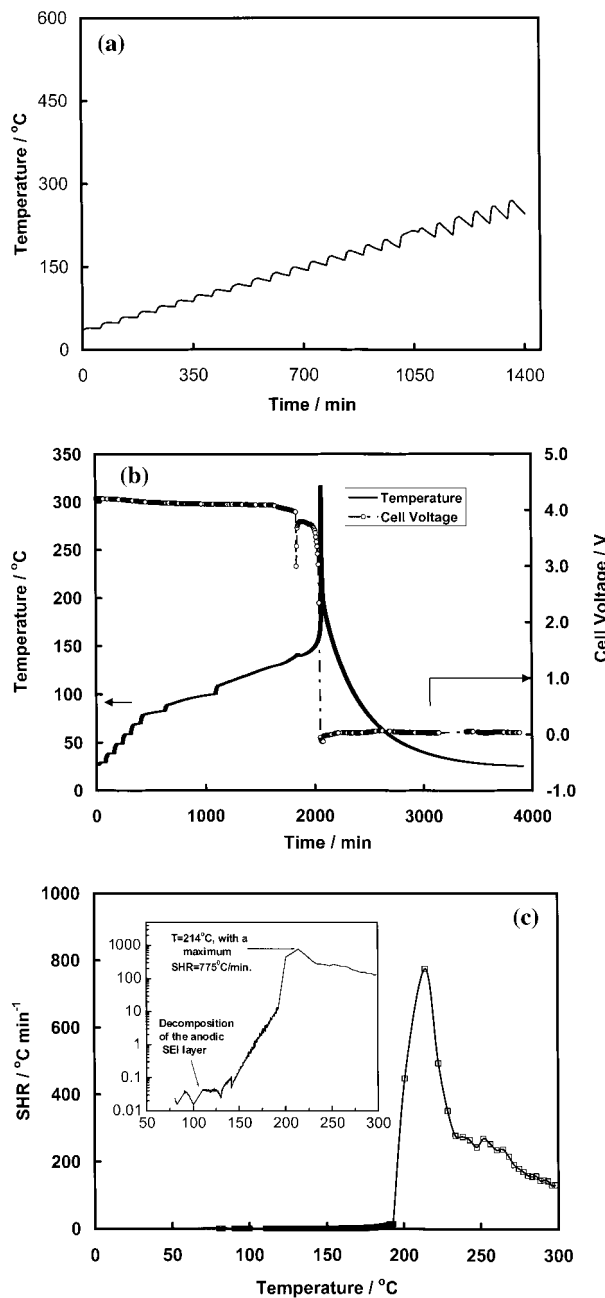 (a)
600
450
300
150
0
Temperature / °C
0 350 700 1050 1400
Time / min
(b)
350
300
250
200
150
100
50
0
Temperature / °C
Temperature
Cell Voltage
5.0
4.0
3.0
2.0
1.0
0.0
-1.0
Cell Voltage / V
0 1000 2000 3000 4000
Time / min
(c)
1000
800
600
400
200
0
SHR / °C min-1
T=214°C, with a
maximum
SHR=775°C/min.
Decomposition
of the anodic
SEI layer
1000
100
10
1
0.1
0.01
50 100 150 200 250 300
0 50 100 150 200 250 300
Temperature / °C